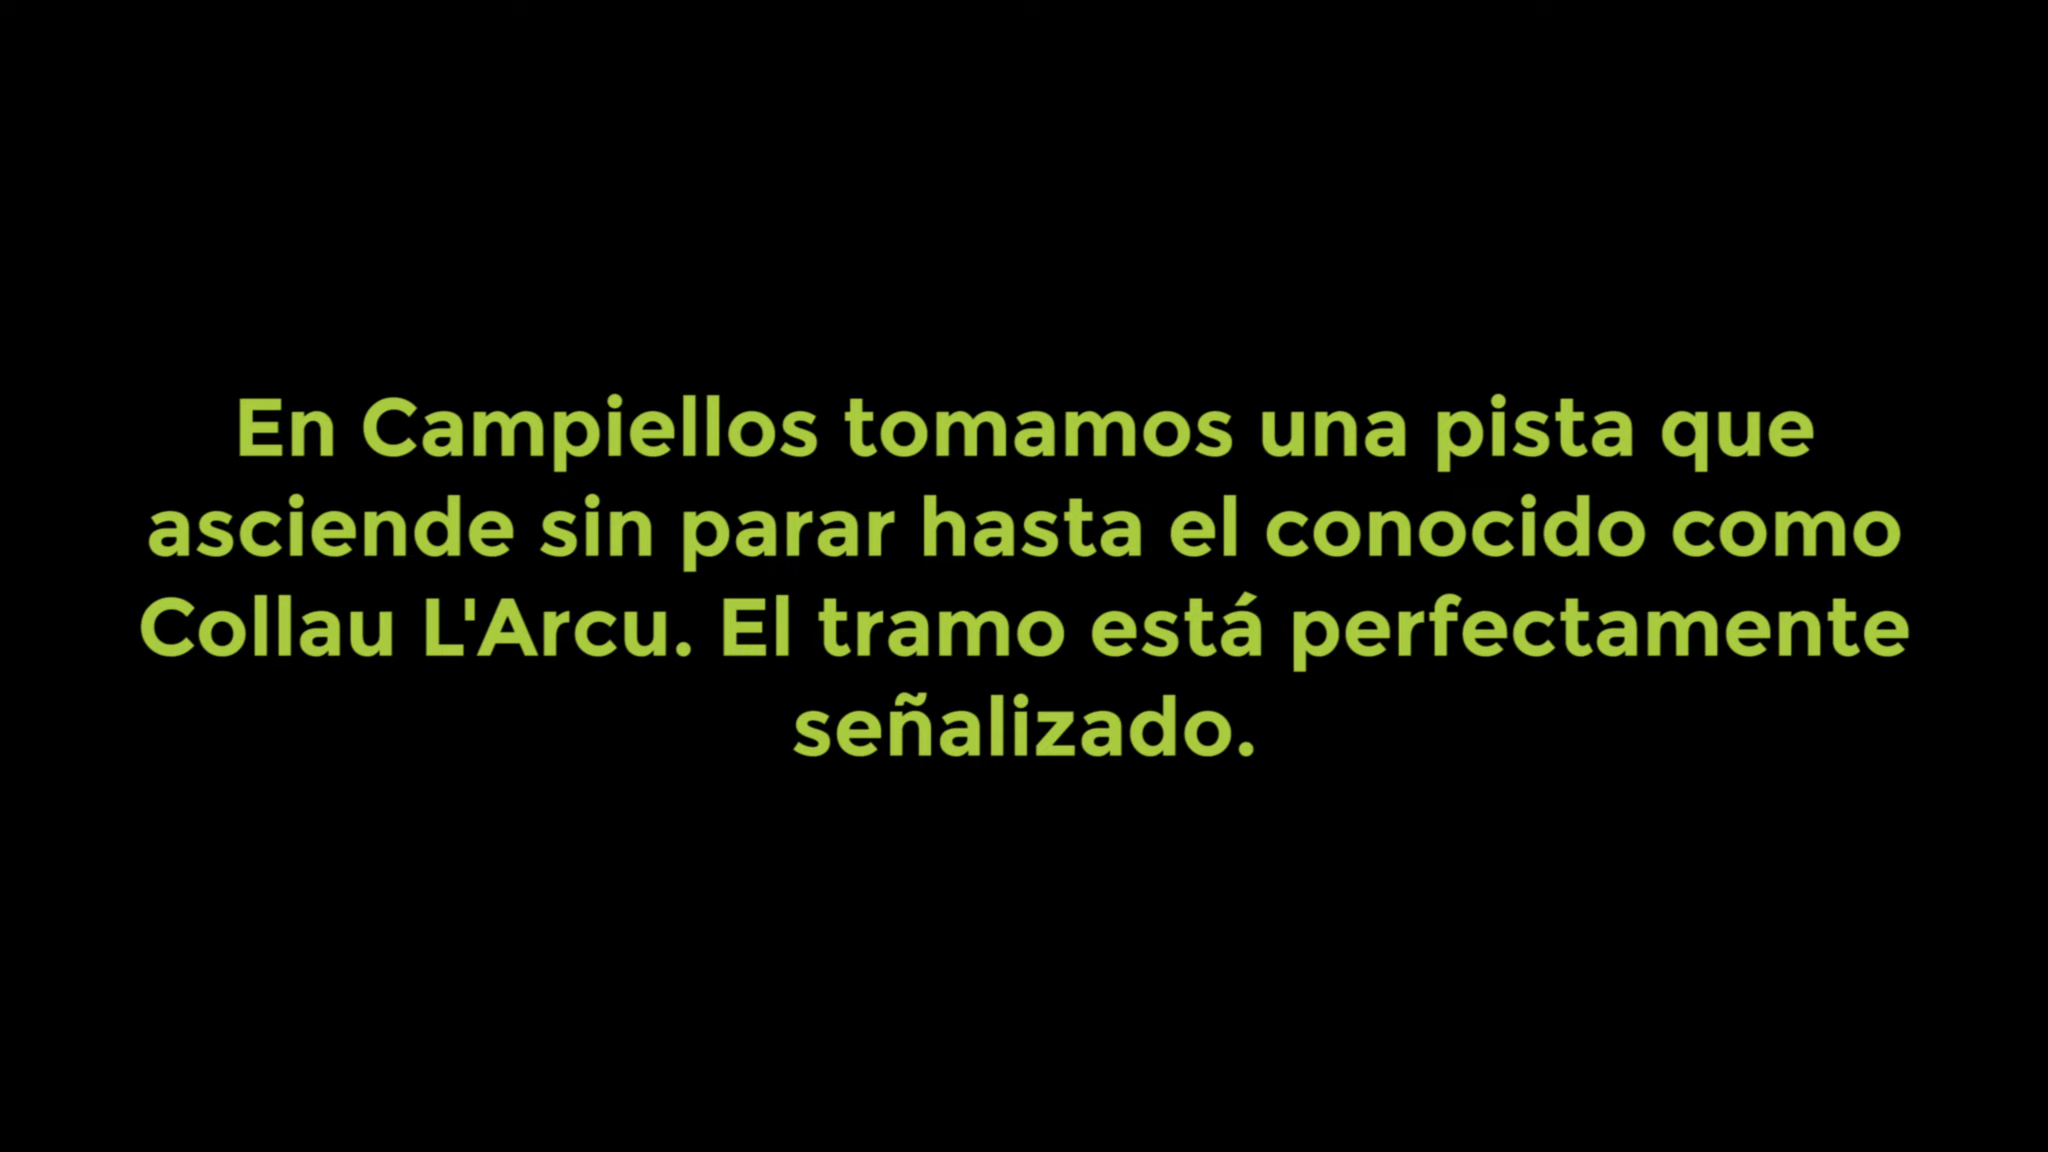 En Campiellos tomamos una pista que
asciende sin parar hasta el conocido como
Collau L'Arcu. El tramo está perfectamente
señalizado.